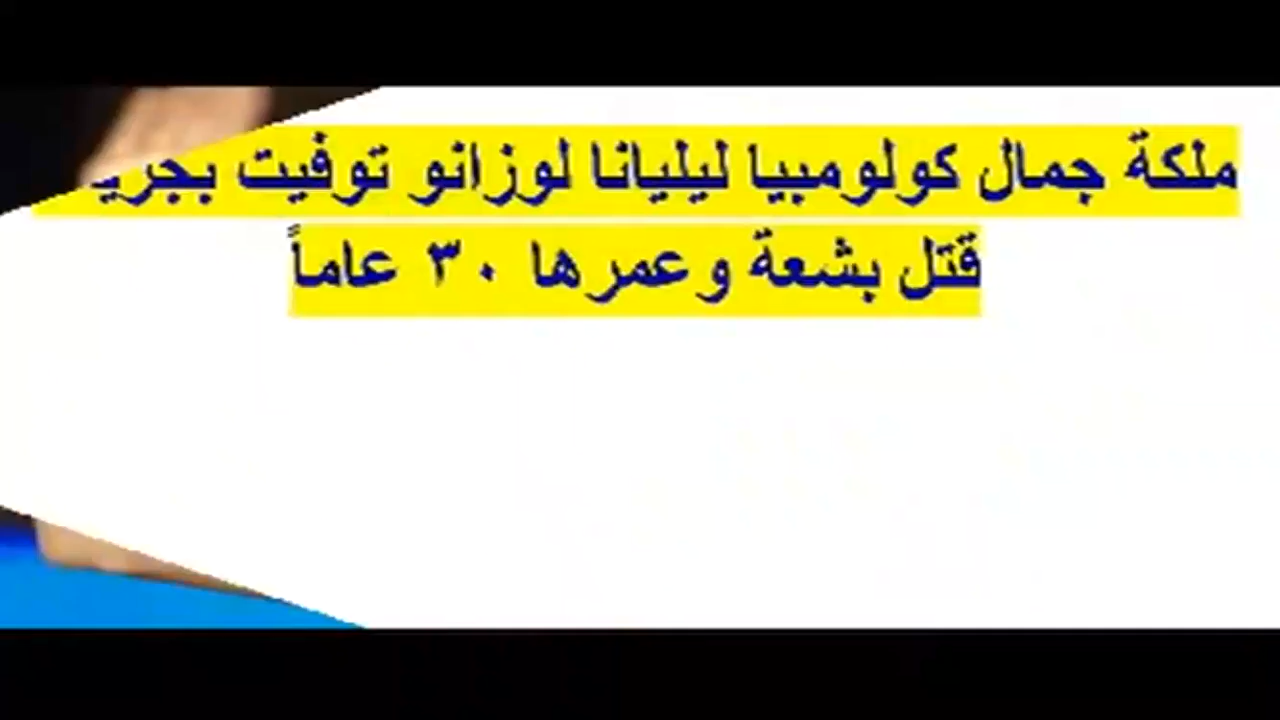 ملكة جمال كولومبيا ليليانا لوزانو توفيت
قتل بشعة وعمرها ٣٠ عاماً